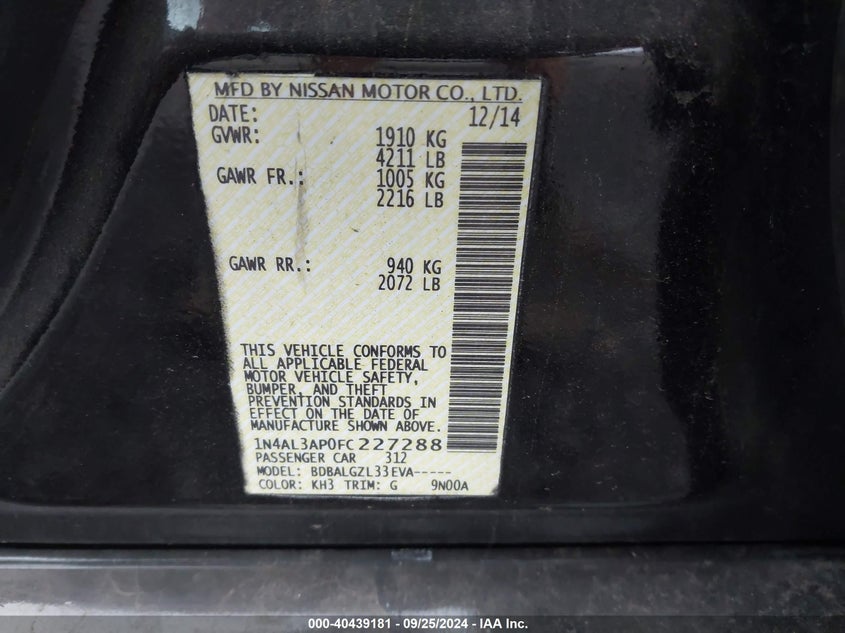 MFD BY NISSAN MOTOR CO., LTD.
DATE: 12/14
GVWR: 1910 KG
4211 LB
GAWR FR.: 1005 KG
2216 LB
GAWR RR.: 940 KG
2072 LB
THIS VEHICLE CONFORMS TO
ALL APPLICABLE FEDERAL
MOTOR VEHICLE SAFETY,
BUMPER, AND THEFT
PREVENTION STANDARDS IN
EFFECT ON THE DATE OF
MANUFACTURE SHOWN ABOVE.
1N4AL3AP0FC227288
PASSENGER CAR 312
MODEL: BDBALGZL33EVA-----
COLOR: KH3 TRIM: G 9N00A
000-40439181 - 09/25/2024 - IAA Inc.